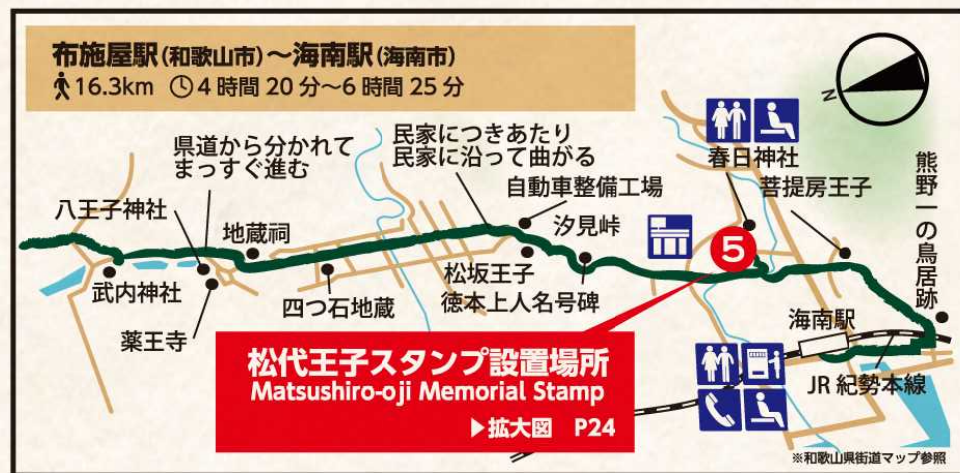 布施屋駅(和歌山市)〜海南駅(海南市)
16.3km 4時間20分〜6時間25分
N
県道から分かれて
まっすぐ進む
民家につきあたり
民家に沿って曲がる
自動車整備工場
春日神社
菩提房王子
熊野一の鳥居跡
八王子神社
地蔵祠
汐見峠
5
武内神社
四つ石地蔵
松坂王子
徳本上人名号碑
薬王寺
海南駅
JR紀勢本線
松代王子スタンプ設置場所
Matsushiro-oji Memorial Stamp
▶拡大図 P24
※和歌山県街道マップ参照